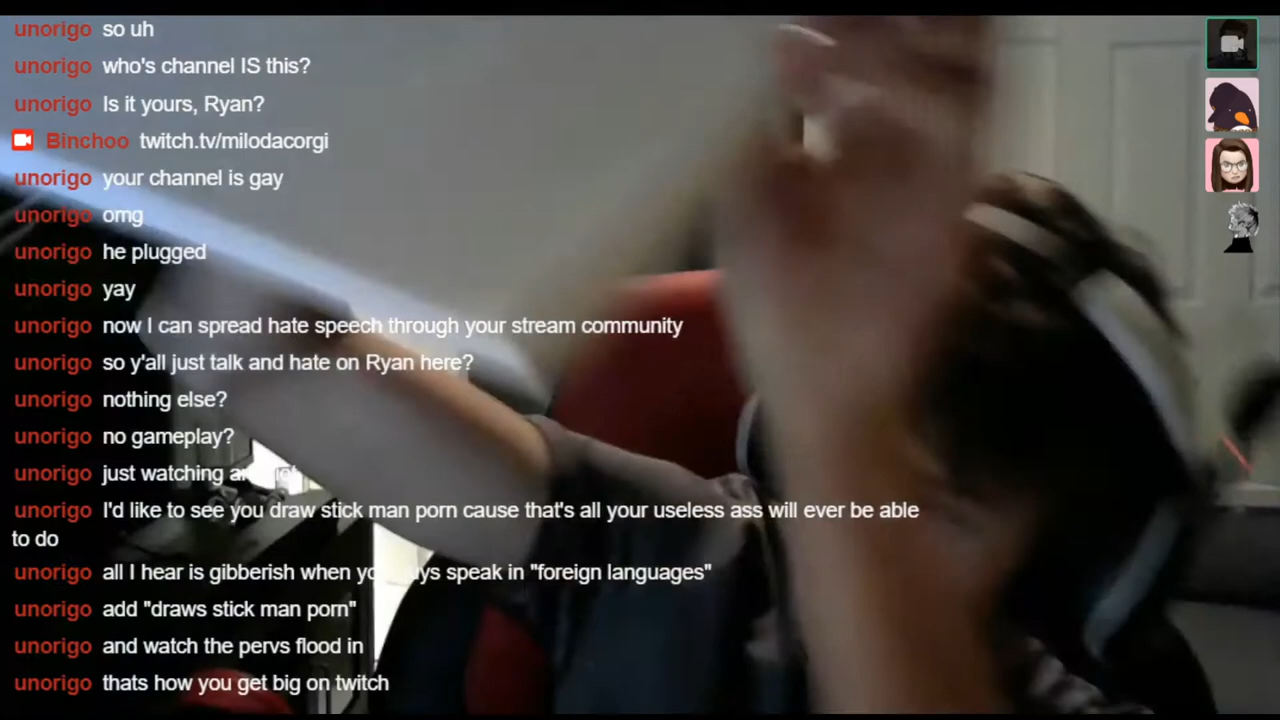 unorigo so uh
unorigo who's channel IS this?
unorigo Is it yours, Ryan?
Binchoo twitch.tv/milodacorgi
unorigo your channel is gay
unorigo omg
unorigo he plugged
unorigo yay
unorigo now I can spread hate speech through your stream community
unorigo so y'all just talk and hate on Ryan here?
unorigo nothing else?
unorigo no gameplay?
unorigo just watching
unorigo I'd like to see you draw stick man porn cause that's all your useless ass will ever be able
to do
unorigo all I hear is gibberish when speak in "foreign languages"
unorigo add "draws stick man porn"
unorigo and watch the pervs flood in
unorigo thats how you get big on twitch